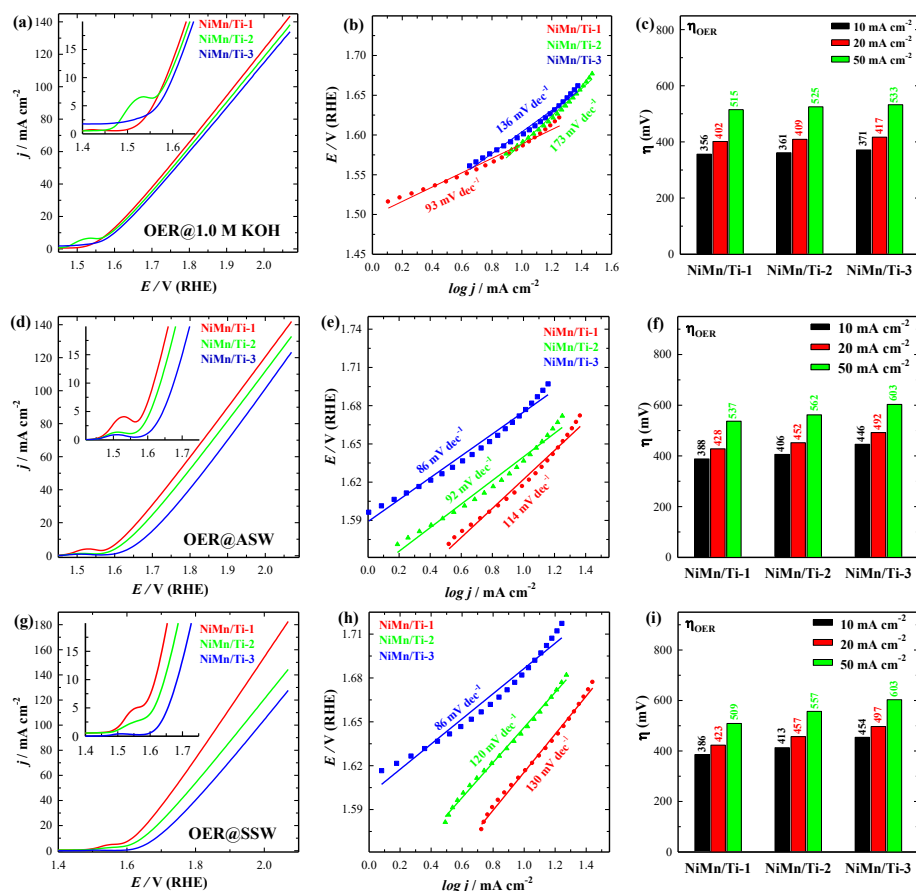 (a)
NiMn/Ti-1
NiMn/Ti-2
NiMn/Ti-3
OER@1.0 M KOH
j / mA cm⁻²
E / V (RHE)
140
120
100
80
60
40
20
0
1.5 1.6 1.7 1.8 1.9 2.0
15
10
5
0
1.4 1.5 1.6
(b)
NiMn/Ti-1
NiMn/Ti-2
NiMn/Ti-3
136 mV dec⁻¹
173 mV dec⁻¹
93 mV dec⁻¹
E / V (RHE)
log j / mA cm⁻²
1.70
1.65
1.60
1.55
1.50
1.45
0.0 0.2 0.4 0.6 0.8 1.0 1.2 1.4 1.6
(c)
ηOER
10 mA cm⁻²
20 mA cm⁻²
50 mA cm⁻²
η (mV)
800
600
400
200
0
356 402 515
361 409 525
371 417 533
NiMn/Ti-1 NiMn/Ti-2 NiMn/Ti-3
(d)
NiMn/Ti-1
NiMn/Ti-2
NiMn/Ti-3
OER@ASW
j / mA cm⁻²
E / V (RHE)
140
120
100
80
60
40
20
0
1.5 1.6 1.7 1.8 1.9 2.0
15
10
5
0
1.4 1.5 1.6 1.7
(e)
NiMn/Ti-1
NiMn/Ti-2
NiMn/Ti-3
86 mV dec⁻¹
92 mV dec⁻¹
114 mV dec⁻¹
E / V (RHE)
log j / mA cm⁻²
1.74
1.71
1.68
1.65
1.62
1.59
0.0 0.2 0.4 0.6 0.8 1.0 1.2 1.4
(f)
ηOER
10 mA cm⁻²
20 mA cm⁻²
50 mA cm⁻²
η (mV)
800
600
400
200
0
388 428 537
406 452 562
446 492 603
NiMn/Ti-1 NiMn/Ti-2 NiMn/Ti-3
(g)
NiMn/Ti-1
NiMn/Ti-2
NiMn/Ti-3
OER@SSW
j / mA cm⁻²
E / V (RHE)
180
160
140
120
100
80
60
40
20
0
1.4 1.5 1.6 1.7 1.8 1.9 2.0
20
15
10
5
0
1.4 1.5 1.6 1.7
(h)
NiMn/Ti-1
NiMn/Ti-2
NiMn/Ti-3
86 mV dec⁻¹
120 mV dec⁻¹
130 mV dec⁻¹
E / V (RHE)
log j / mA cm⁻²
1.71
1.68
1.65
1.62
1.59
0.0 0.2 0.4 0.6 0.8 1.0 1.2 1.4 1.6
(i)
ηOER
10 mA cm⁻²
20 mA cm⁻²
50 mA cm⁻²
η (mV)
800
600
400
200
0
386 423 509
413 457 557
454 497 603
NiMn/Ti-1 NiMn/Ti-2 NiMn/Ti-3